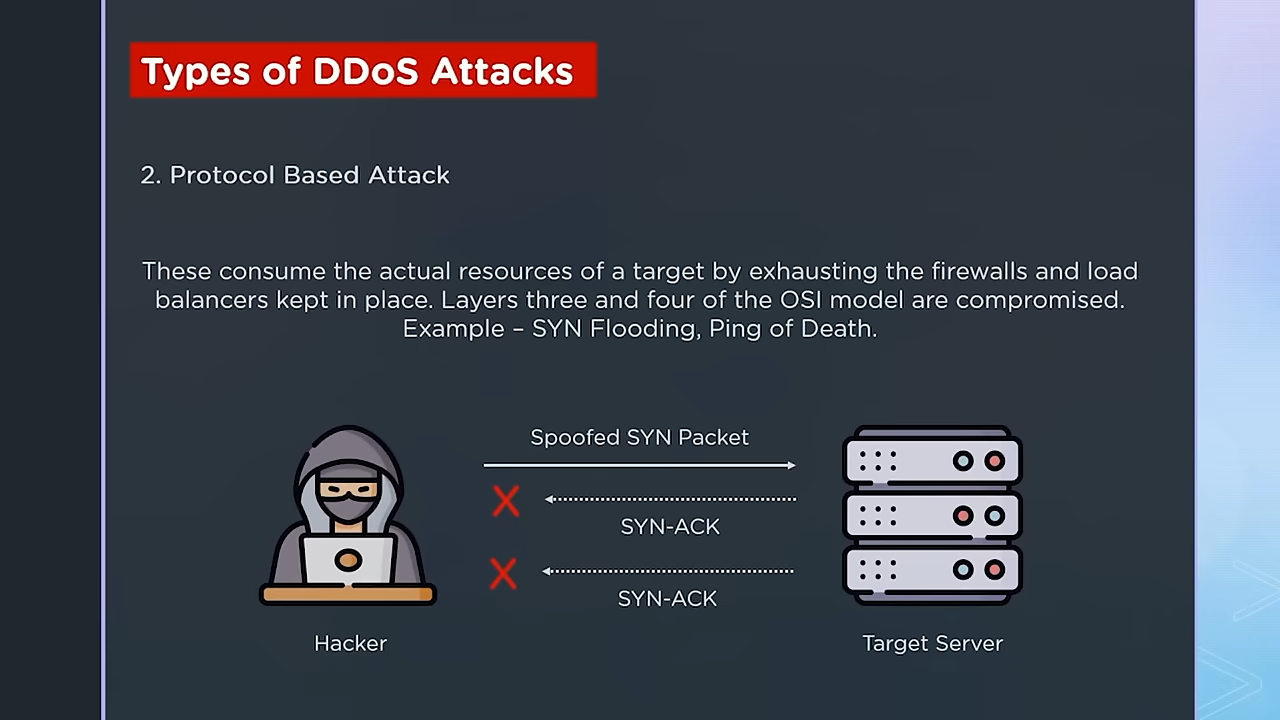 Types of DDoS Attacks
2. Protocol Based Attack
These consume the actual resources of a target by exhausting the firewalls and load
balancers kept in place. Layers three and four of the OSI model are compromised.
Example – SYN Flooding, Ping of Death.
Spoofed SYN Packet
SYN-ACK
SYN-ACK
Hacker
Target Server